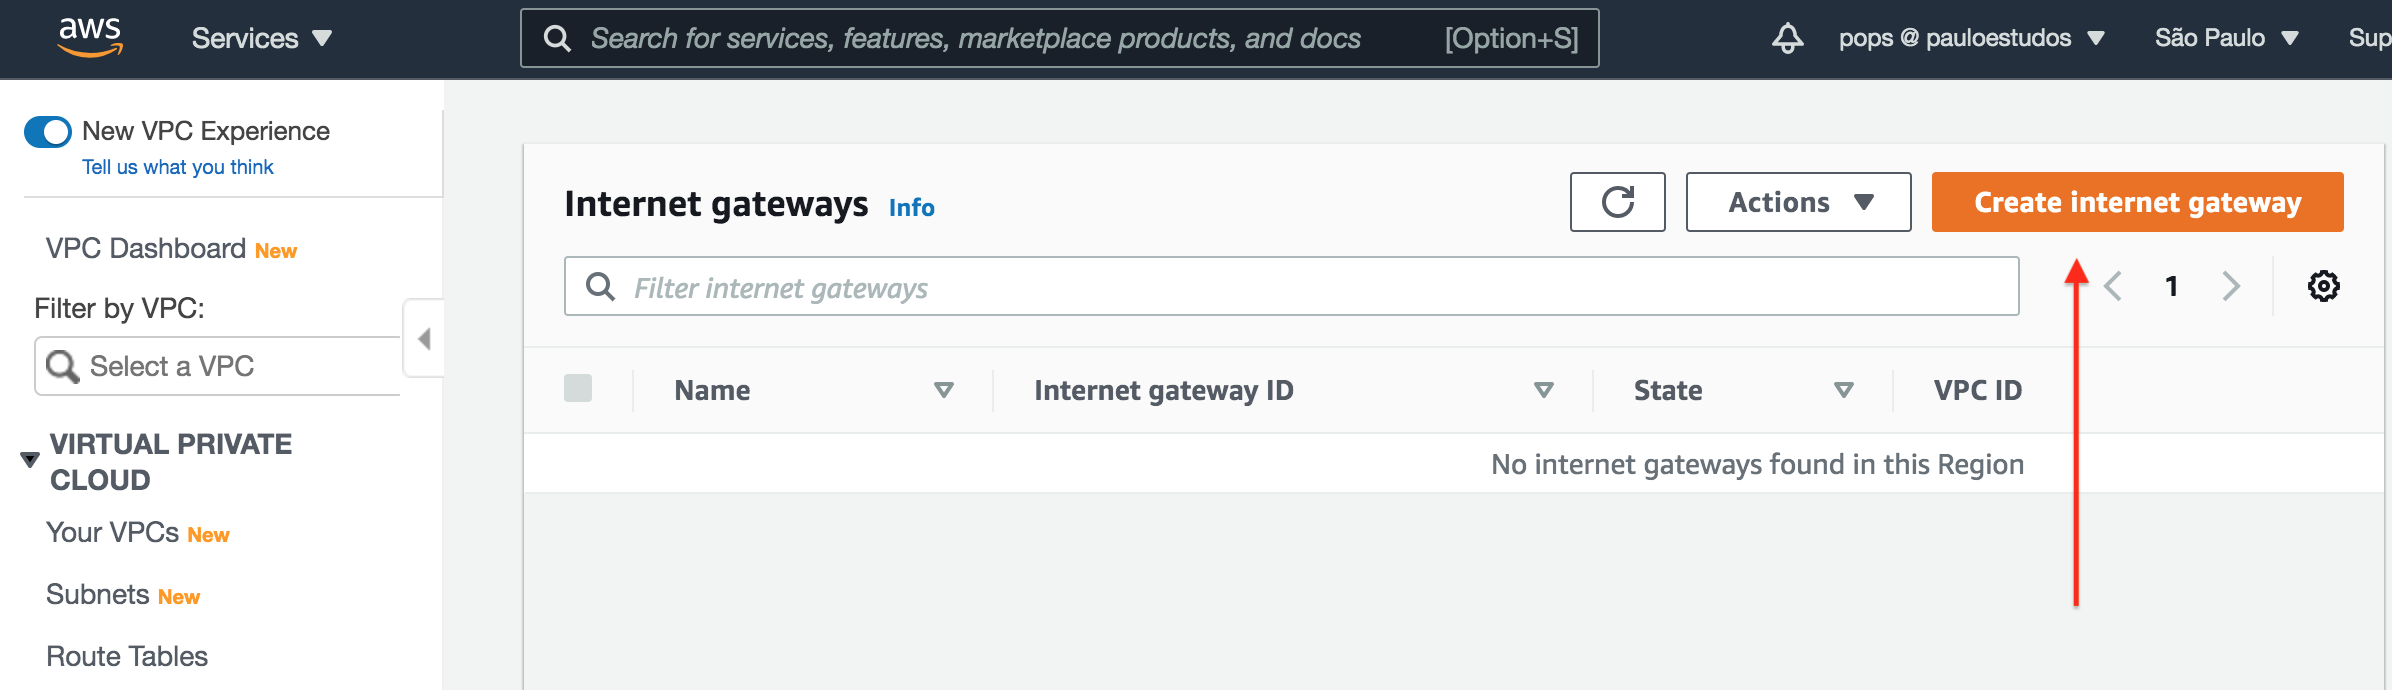 aws Services Search for services, features, marketplace products, and docs [Option+S] pops @ pauloestudos São Paulo Sup
New VPC Experience
Tell us what you think
VPC Dashboard New
Filter by VPC:
Select a VPC
VIRTUAL PRIVATE
CLOUD
Your VPCs New
Subnets New
Route Tables
Internet gateways Info Actions Create internet gateway
Filter internet gateways 1
Name Internet gateway ID State VPC ID
No internet gateways found in this Region